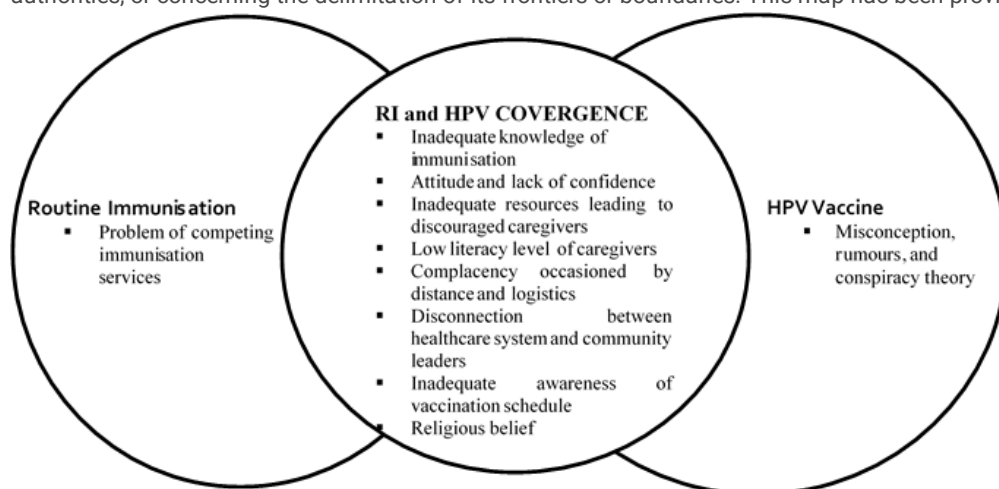 authorities, or concerning the delimitation of its frontiers or boundaries. This map has been provi
RI and HPV COVERGENCE
▪ Inadequate knowledge of
immunisation
▪ Attitude and lack of confidence
▪ Inadequate resources leading to
discouraged caregivers
▪ Low literacy level of caregivers
▪ Complacency occasioned by
distance and logistics
▪ Disconnection between
healthcare system and community
leaders
▪ Inadequate awareness of
vaccination schedule
▪ Religious belief
Routine Immunisation
▪ Problem of competing
immunisation
services
HPV Vaccine
▪ Misconception,
rumours, and
conspiracy theory